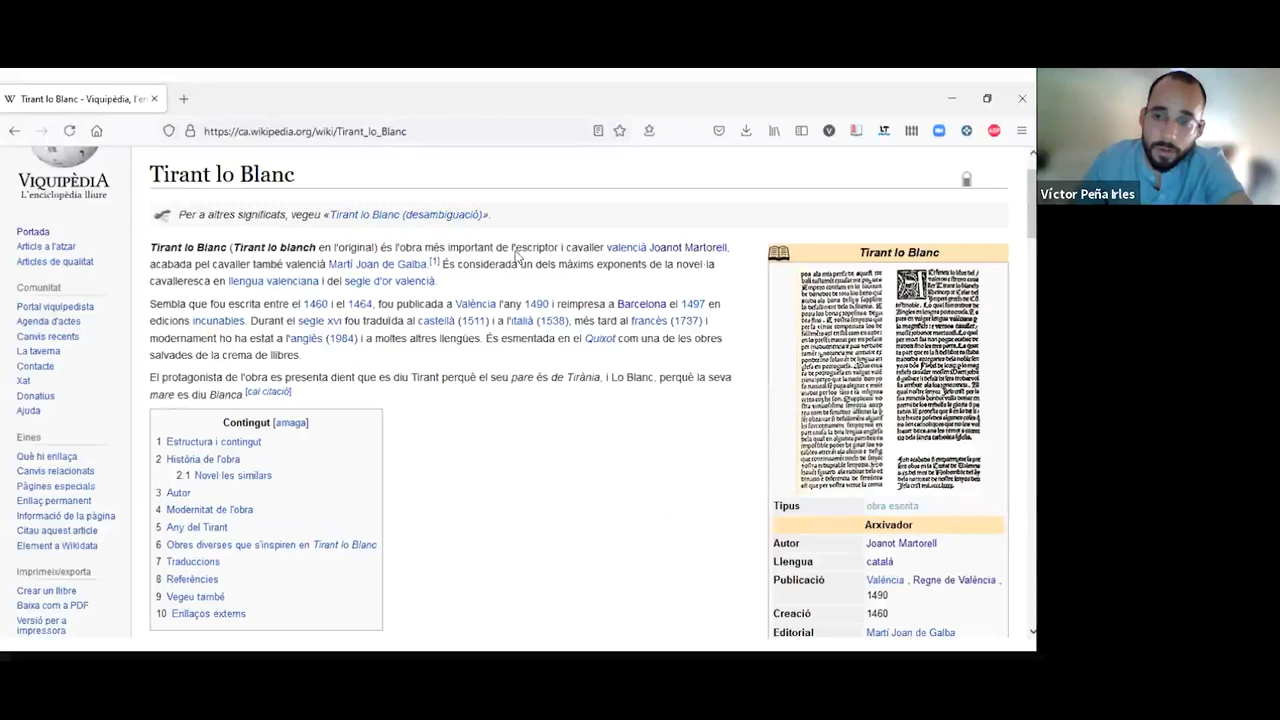 Tirant lo Blanc - Viquipèdia, l'en
https://ca.wikipedia.org/wiki/Tirant_lo_Blanc
VIQUIPÈDIA
L'enciclopèdia lliure
Portada
Article a l'atzar
Articles de qualitat
Comunitat
Portal viquipedista
Agenda d'actes
Canvis recents
La taverna
Contacte
Xat
Donatius
Ajuda
Eines
Què hi enllaça
Canvis relacionats
Pàgines especials
Enllaç permanent
Informació de la pàgina
Citau aquest article
Element a Wikidata
Imprimeix/exporta
Crear un llibre
Baixa com a PDF
Versió per a
impressora
Tirant lo Blanc
Per a altres significats, vegeu «Tirant lo Blanc (desambiguació)».
Tirant lo Blanc (Tirant lo blanch en l'original) és l'obra més important de l'escriptor i cavaller valencià Joanot Martorell,
acabada pel cavaller també valencià Martí Joan de Galba.[1] És considerada un dels màxims exponents de la novel·la
cavalleresca en llengua valenciana i del segle d'or valencià.
Sembla que fou escrita entre el 1460 i el 1464, fou publicada a València l'any 1490 i reimpresa a Barcelona el 1497 en
edicions incunables. Durant el segle XVI fou traduïda al castellà (1511) i a l'italià (1538), més tard al francès (1737) i
modernament ho ha estat a l'anglès (1984) i a moltes altres llengües. És esmentada en el Quixot com una de les obres
salvades de la crema de llibres.
El protagonista de l'obra es presenta dient que es diu Tirant perquè el seu pare és de Tirània, i Lo Blanc, perquè la seva
mare es diu Blanca [cal citació]
Contingut [amaga]
1 Estructura i contingut
2 Història de l'obra
2.1 Novel·les similars
3 Autor
4 Modernitat de l'obra
5 Any del Tirant
6 Obres diverses que s'inspiren en Tirant lo Blanc
7 Traduccions
8 Referències
9 Vegeu també
10 Enllaços externs
Tirant lo Blanc
Tipus obra escrita
Arxivador
Autor Joanot Martorell
Llengua català
Publicació València , Regne de València ,
1490
Creació 1460
Editorial Martí Joan de Galba
Víctor Peña Irles